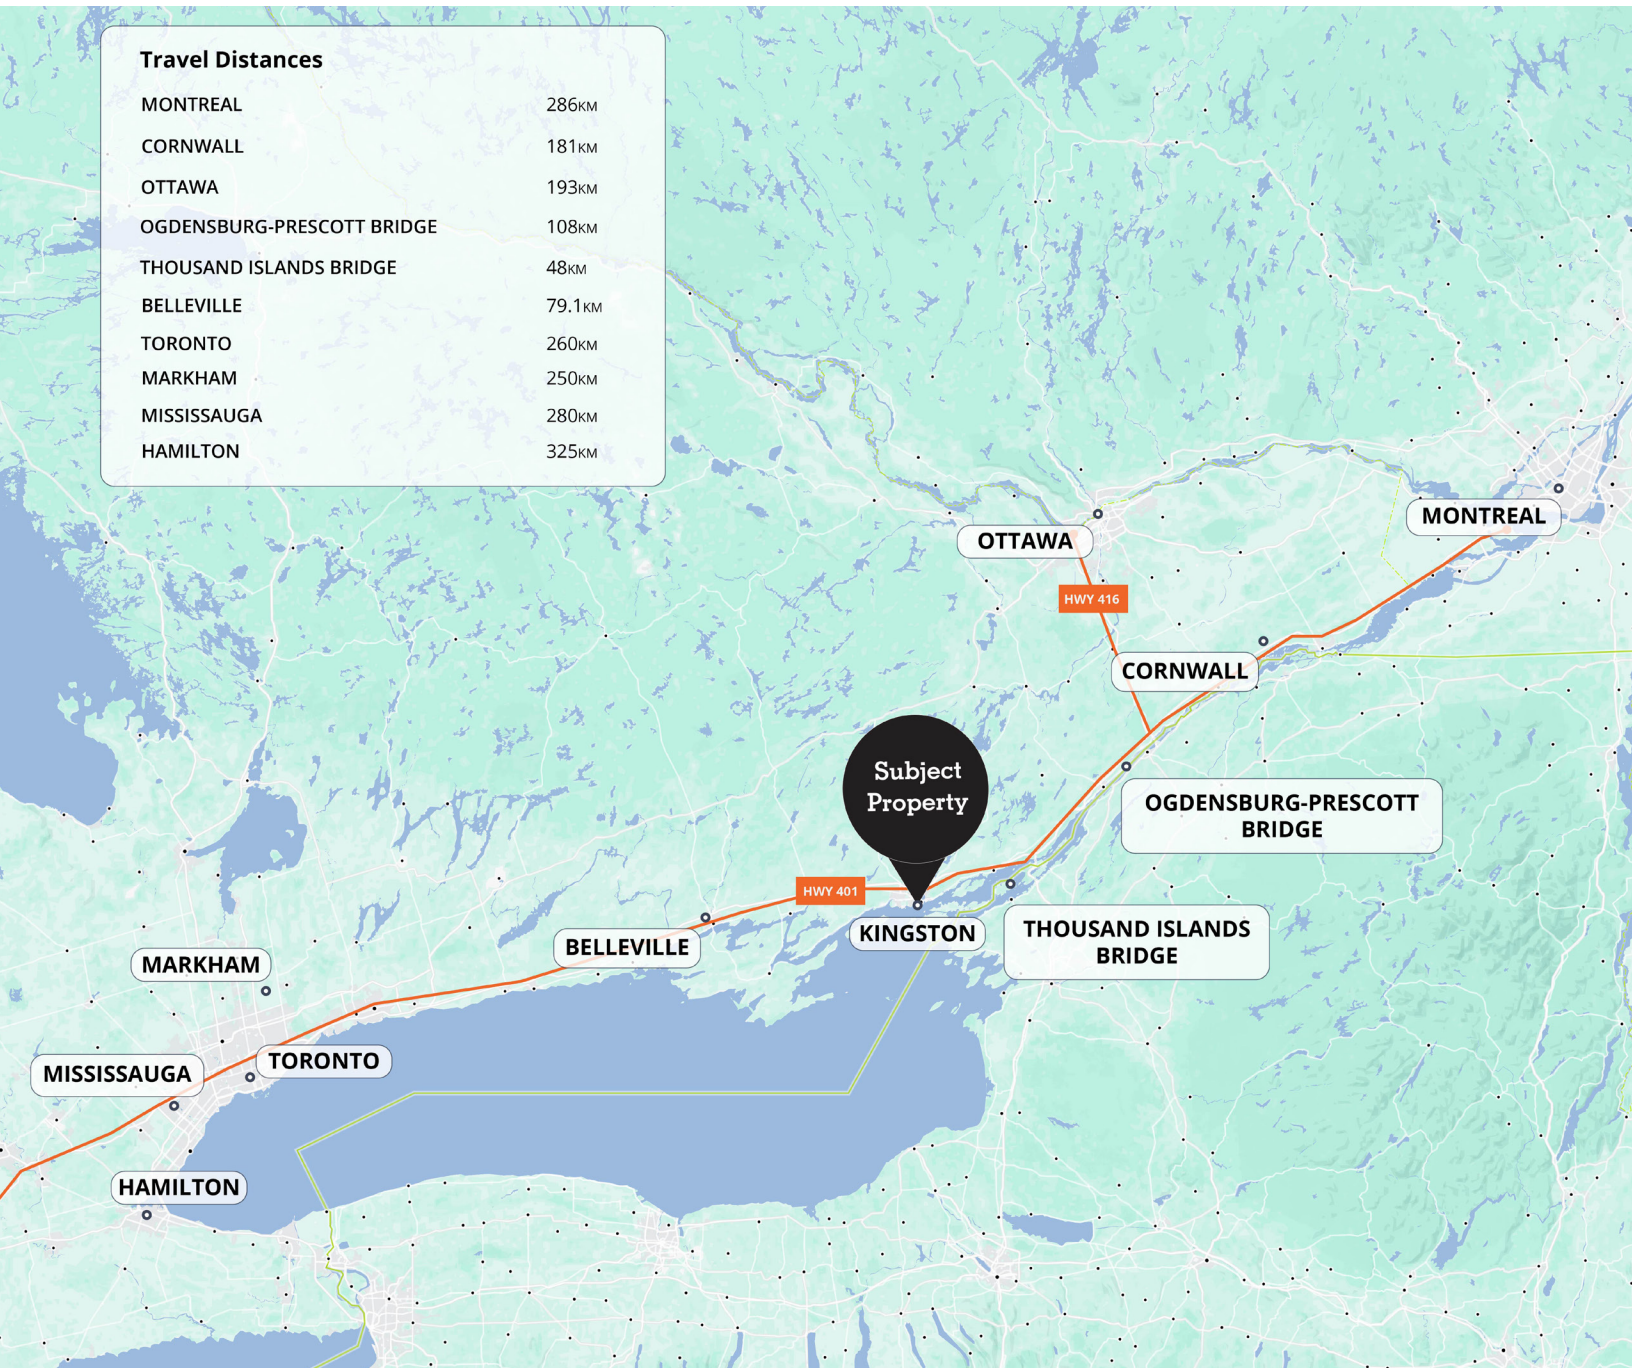 Travel Distances
MONTREAL 286KM
CORNWALL 181KM
OTTAWA 193KM
OGDENSBURG-PRESCOTT BRIDGE 108KM
THOUSAND ISLANDS BRIDGE 48KM
BELLEVILLE 79.1KM
TORONTO 260KM
MARKHAM 250KM
MISSISSAUGA 280KM
HAMILTON 325KM
MONTREAL
OTTAWA
HWY 416
CORNWALL
Subject
Property
OGDENSBURG-PRESCOTT
BRIDGE
HWY 401
KINGSTON
THOUSAND ISLANDS
BRIDGE
BELLEVILLE
MARKHAM
TORONTO
MISSISSAUGA
HAMILTON